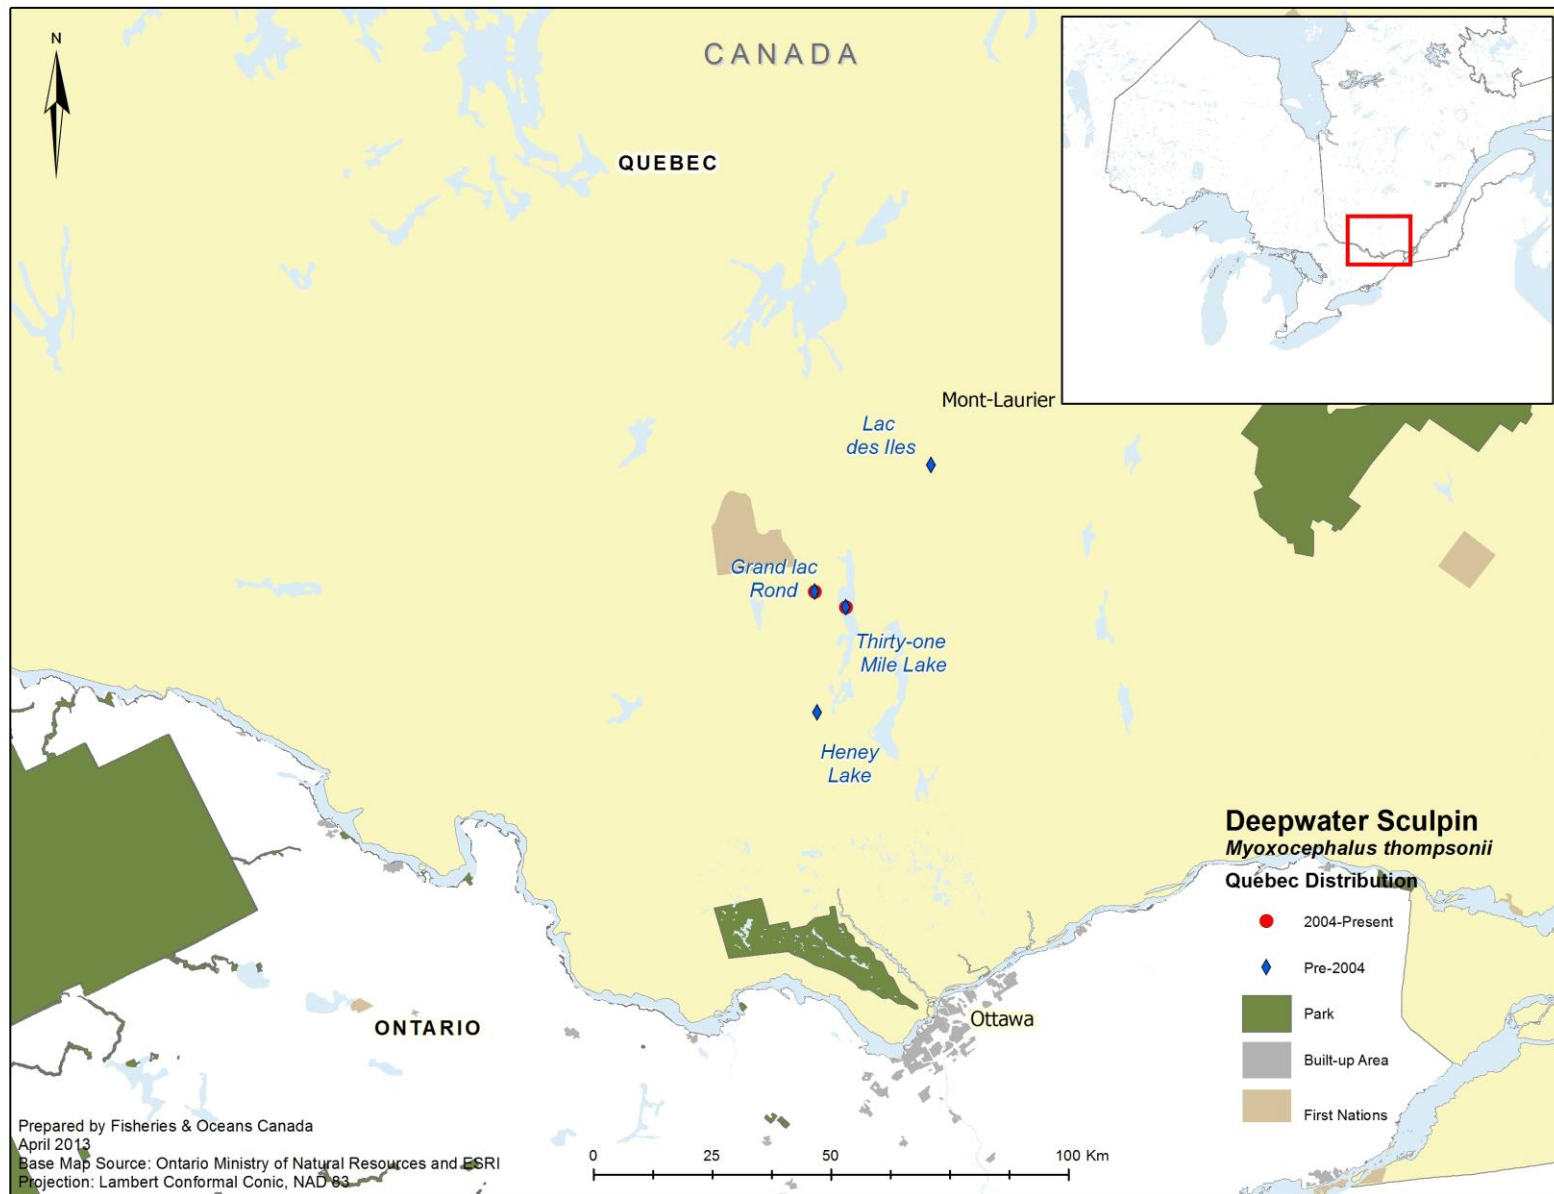 N
CANADA
QUEBEC
Mont-Laurier
Lac
des Iles
Grand lac
Rond
Thirty-one
Mile Lake
Heney
Lake
Deepwater Sculpin
Myoxocephalus thompsonii
Quebec Distribution
2004-Present
Pre-2004
Park
Built-up Area
First Nations
ONTARIO
Ottawa
Prepared by Fisheries & Oceans Canada
April 2013
Base Map Source: Ontario Ministry of Natural Resources and ESRI
Projection: Lambert Conformal Conic, NAD 83
0 25 50 100 Km